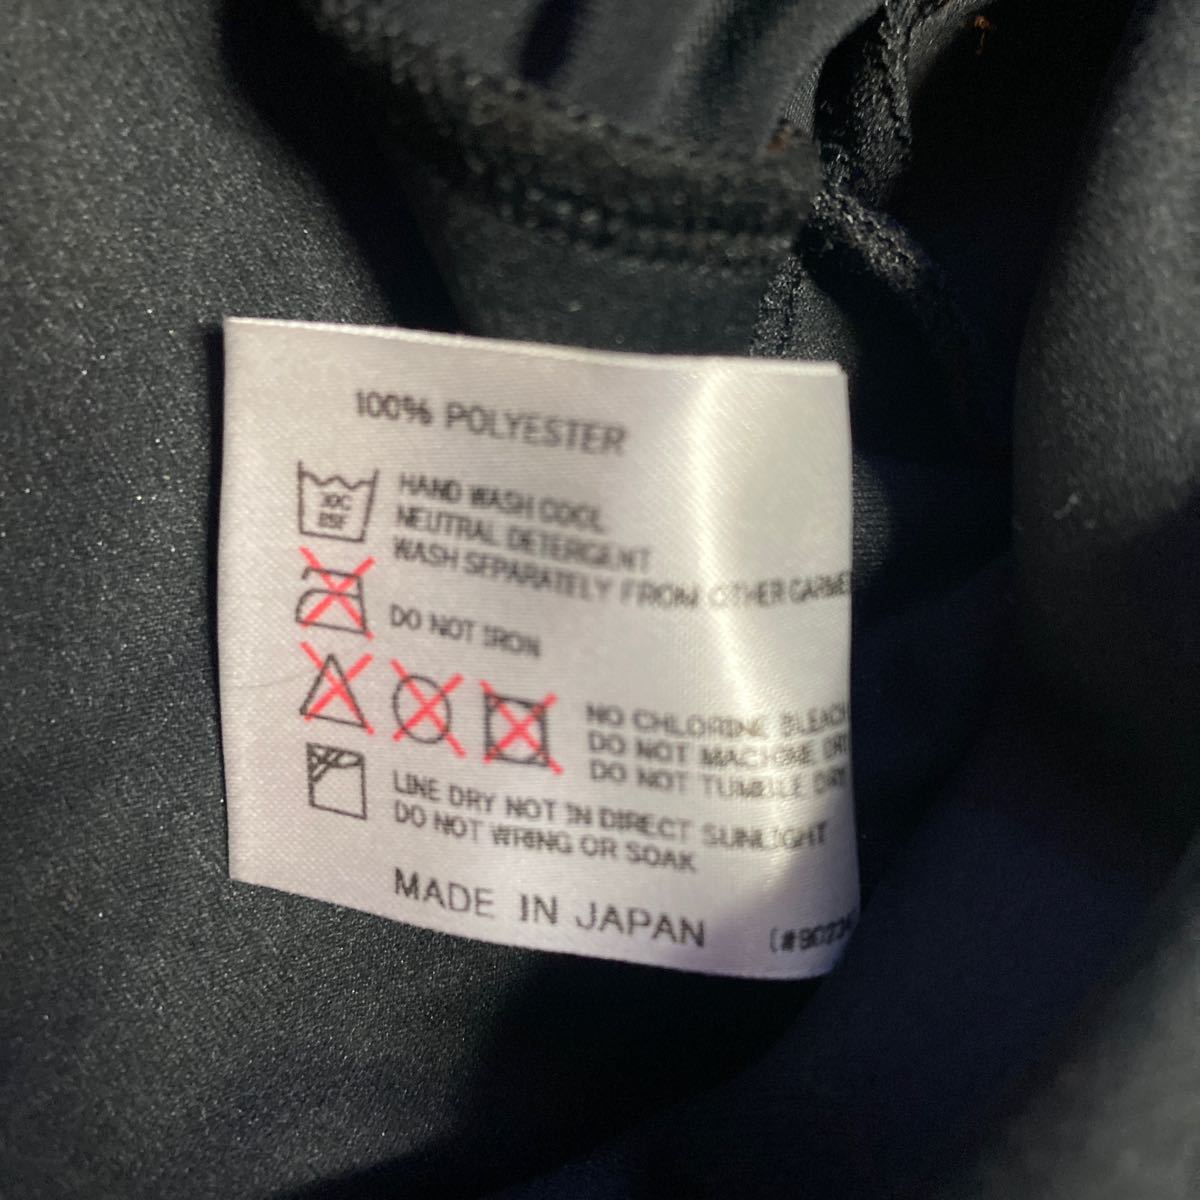 100% POLYESTER
HAND WASH COOL
NEUTRAL DETERGENT
WASH SEPARATELY FROM OTHER GARME
DO NOT IRON
NO CHLORINE BLEACH
DO NOT MACHINE DRY
DO NOT TUMBLE DRY
LINE DRY NOT IN DIRECT SUNLIGHT
DO NOT WRING OR SOAK
MADE IN JAPAN